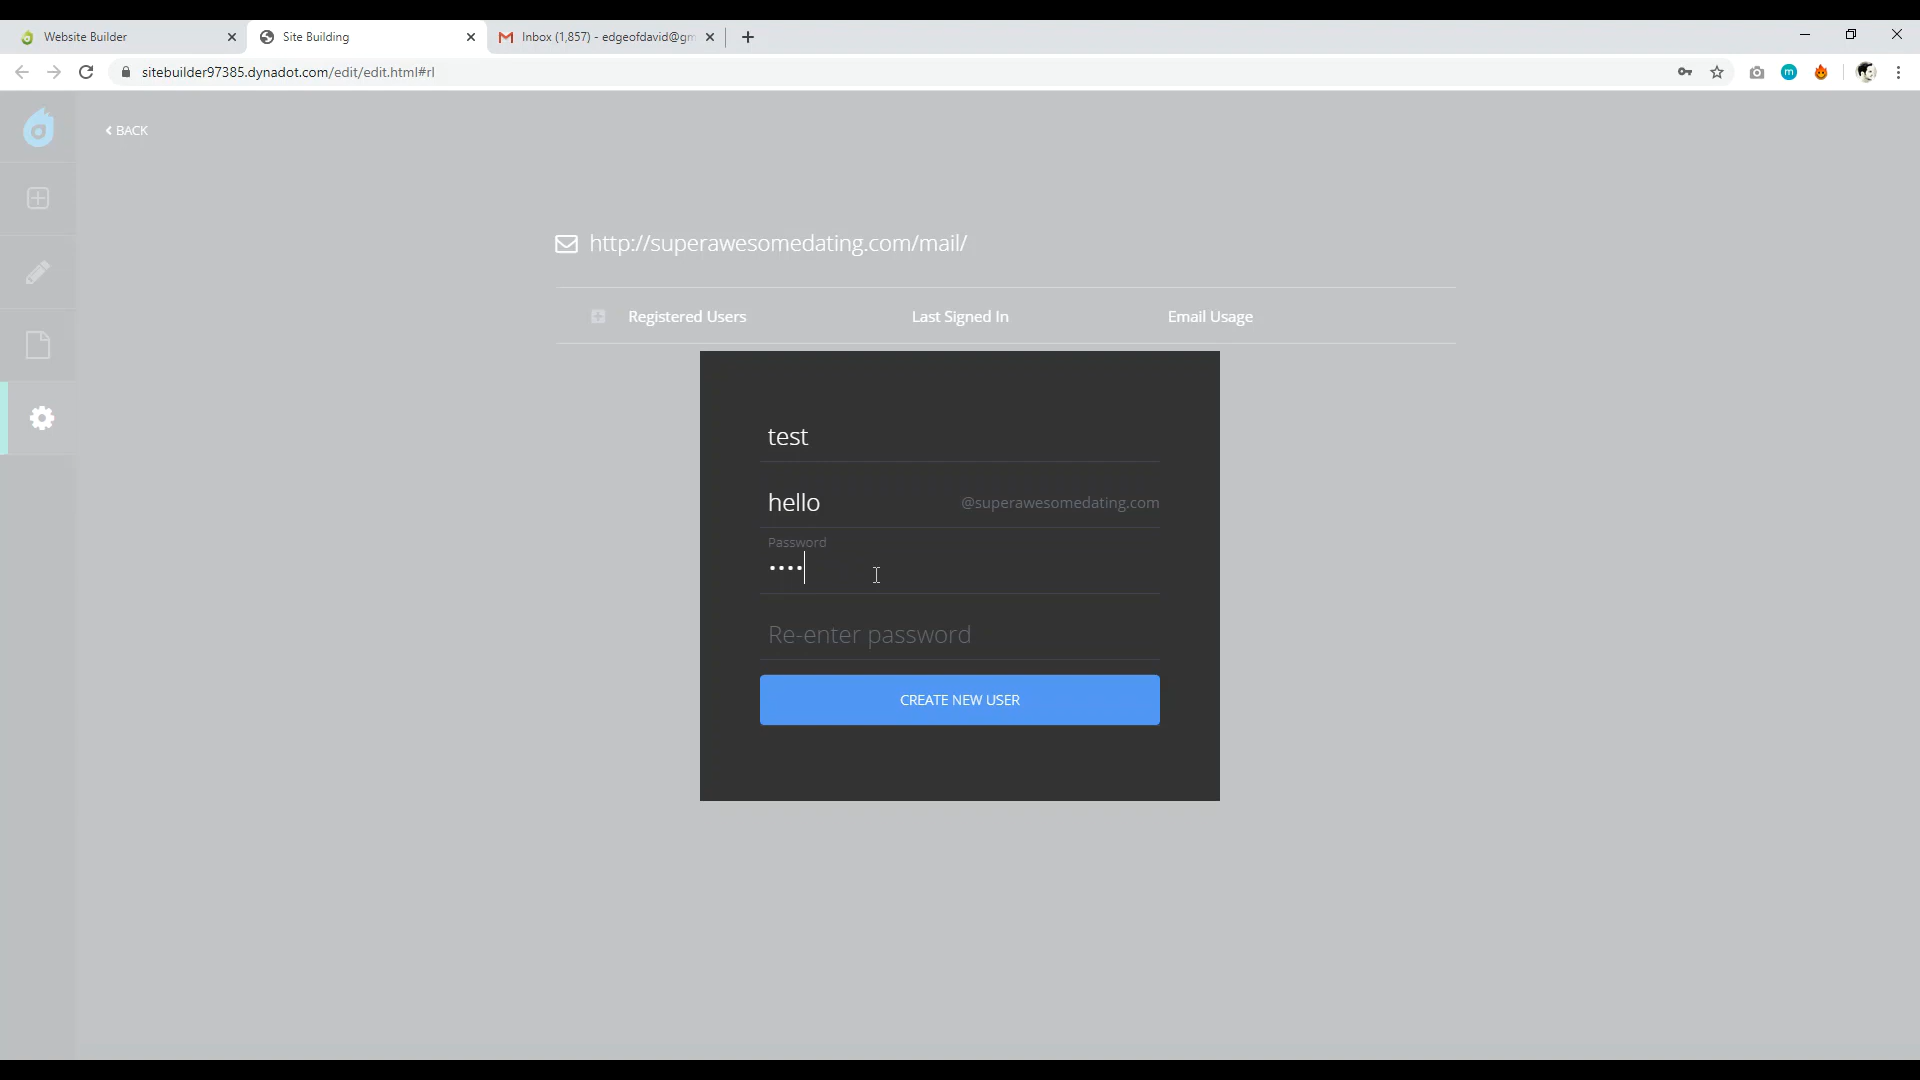 Website Builder
Site Building
Inbox (1,857) - edgeofdavid@gm
sitebuilder97385.dynadot.com/edit/edit.html#rl
m
BACK
http://superawesomedating.com/mail/
Registered Users
Last Signed In
Email Usage
test
hello
@superawesomedating.com
Password
••••
Re-enter password
CREATE NEW USER